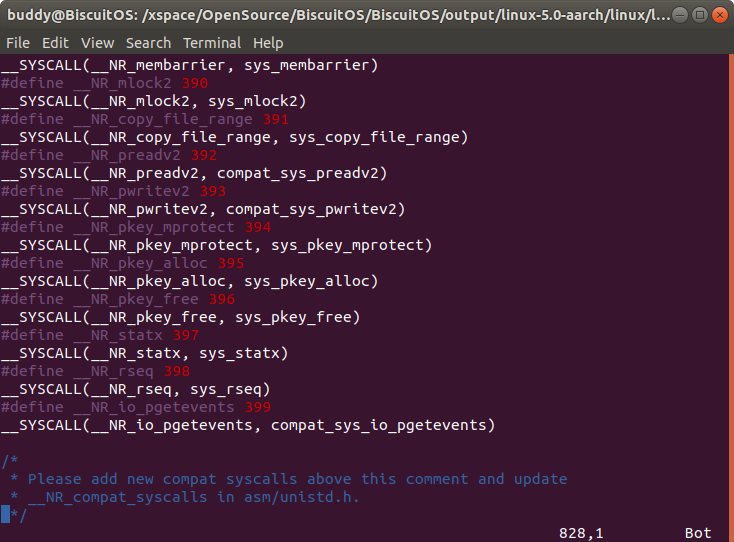 buddy@BiscuitOS: /xspace/OpenSource/BiscuitOS/BiscuitOS/output/linux-5.0-aarch/linux/l...
File Edit View Search Terminal Help
__SYSCALL(__NR_membarrier, sys_membarrier)
#define __NR_mlock2 390
__SYSCALL(__NR_mlock2, sys_mlock2)
#define __NR_copy_file_range 391
__SYSCALL(__NR_copy_file_range, sys_copy_file_range)
#define __NR_preadv2 392
__SYSCALL(__NR_preadv2, compat_sys_preadv2)
#define __NR_pwritev2 393
__SYSCALL(__NR_pwritev2, compat_sys_pwritev2)
#define __NR_pkey_mprotect 394
__SYSCALL(__NR_pkey_mprotect, sys_pkey_mprotect)
#define __NR_pkey_alloc 395
__SYSCALL(__NR_pkey_alloc, sys_pkey_alloc)
#define __NR_pkey_free 396
__SYSCALL(__NR_pkey_free, sys_pkey_free)
#define __NR_statx 397
__SYSCALL(__NR_statx, sys_statx)
#define __NR_rseq 398
__SYSCALL(__NR_rseq, sys_rseq)
#define __NR_io_pgetevents 399
__SYSCALL(__NR_io_pgetevents, compat_sys_io_pgetevents)
/*
 * Please add new compat syscalls above this comment and update
 * __NR_compat_syscalls in asm/unistd.h.
 */
828,1 Bot